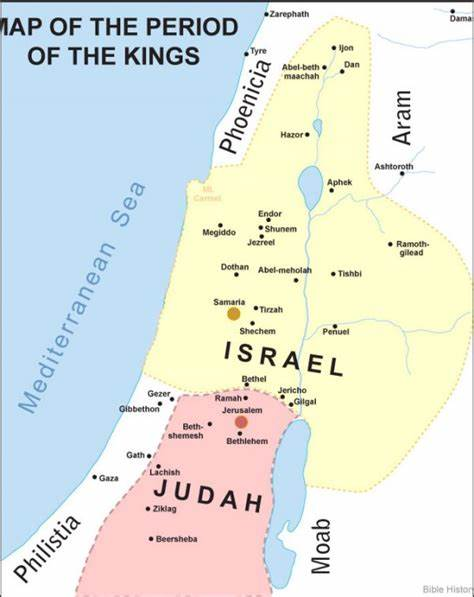 MAP OF THE PERIOD
OF THE KINGS
Zarephath
Tyre
Phoenicia
Ijon
Dan
Abel-beth
maachah
Hazor
Aram
Ashtoroth
Mt.
Carmel
Aphek
Endor
Shunem
Megiddo
Jezreel
Ramoth-
gilead
Mediterranean Sea
Dothan
Abel-meholah
Tishbi
Samaria
Tirzah
Shechem
Penuel
ISRAEL
Bethel
Gezer
Ramah
Jericho
Gilgal
Gibbethon
Jerusalem
Beth-
shemesh
Bethlehem
Gath
Lachish
Gaza
JUDAH
Ziklag
Philistia
Beersheba
Moab
Bible History